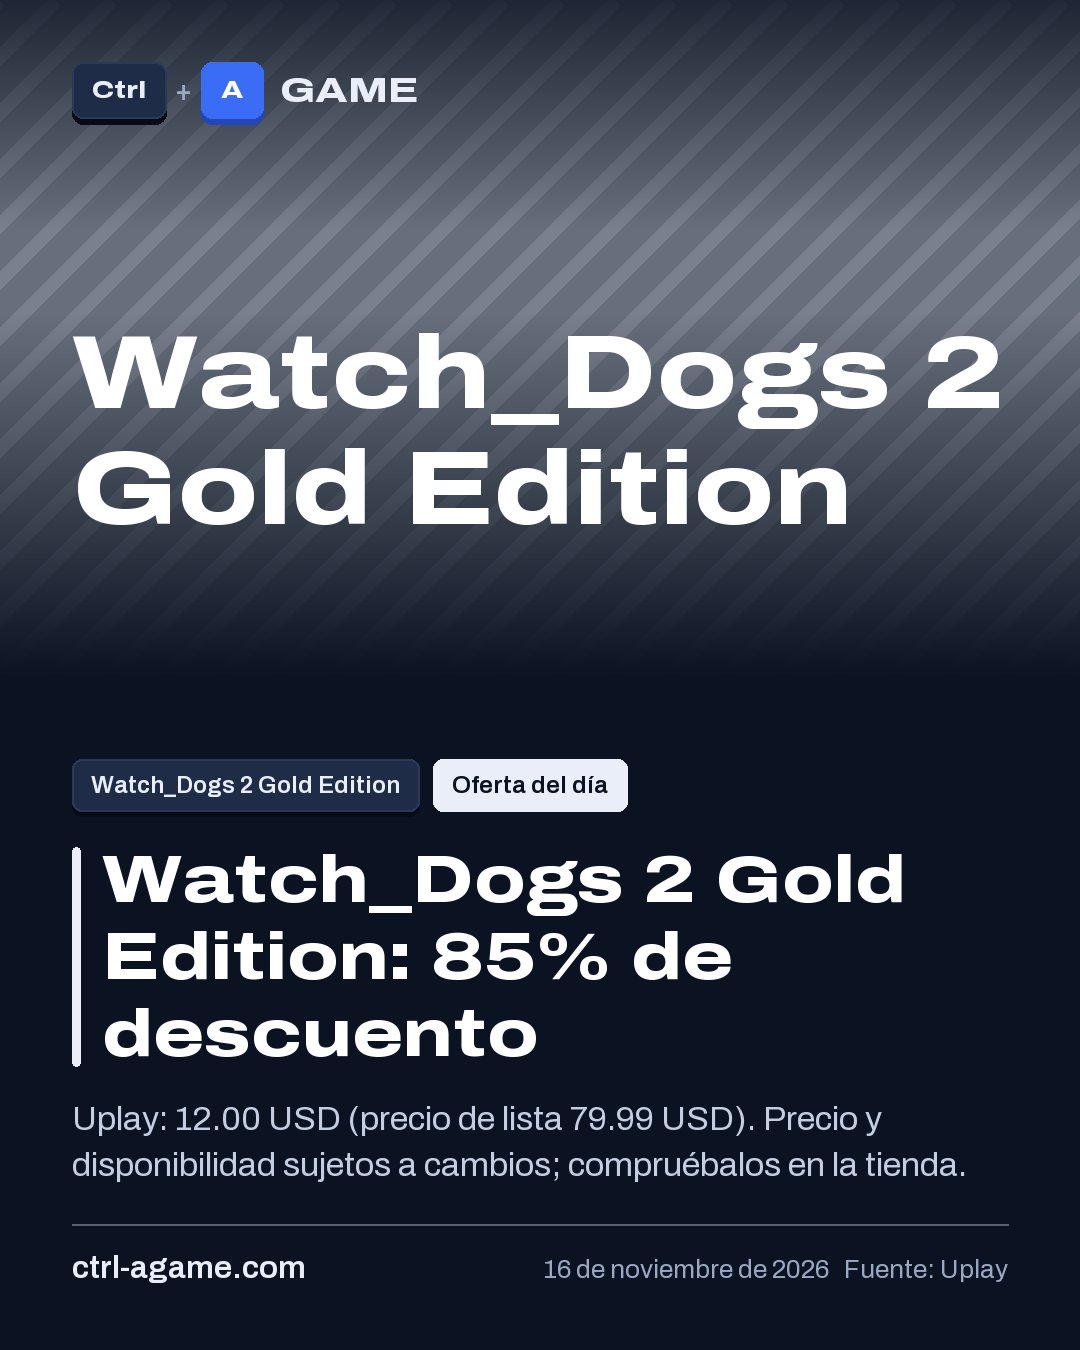 Ctrl + A GAME
Watch_Dogs 2
Gold Edition
Watch_Dogs 2 Gold Edition
Oferta del día
Watch_Dogs 2 Gold
Edition: 85% de
descuento
Uplay: 12.00 USD (precio de lista 79.99 USD). Precio y
disponibilidad sujetos a cambios; compruébalos en la tienda.
ctrl-agame.com
16 de noviembre de 2026 Fuente: Uplay